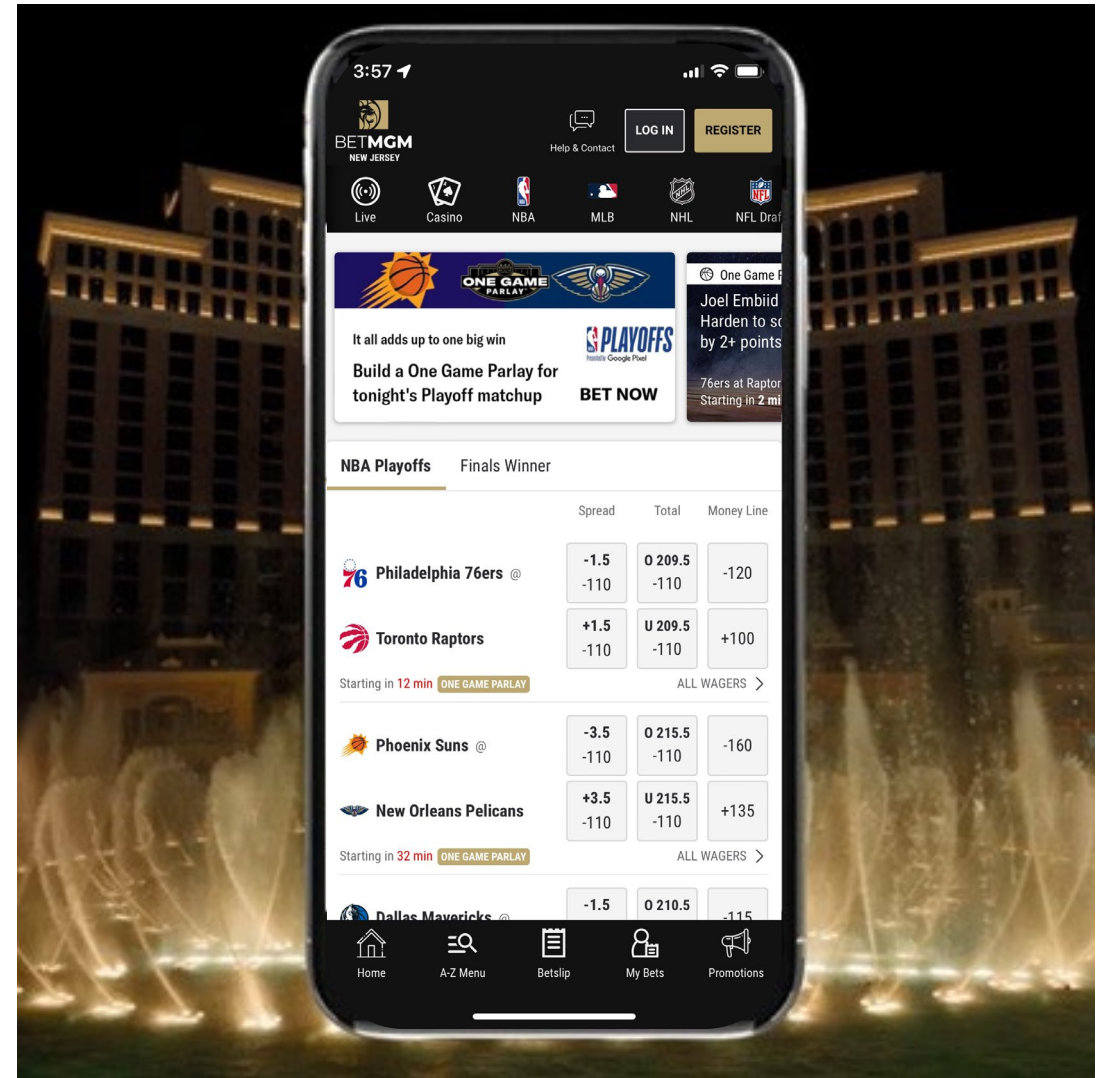 3:57
BETMGM
NEW JERSEY
Help & Contact
LOG IN
REGISTER
Live
Casino
NBA
MLB
NHL
NFL Draf
ONE GAME
PARLAY
It all adds up to one big win
Build a One Game Parlay for
tonight's Playoff matchup
PLAYOFFS
Presented by Google Pixel
BET NOW
One Game P
Joel Embiid
Harden to sc
by 2+ points
76ers at Raptor
Starting in 2 mi
NBA Playoffs
Finals Winner
Spread Total Money Line
76 Philadelphia 76ers @
-1.5 O 209.5
-110 -110 -120
Toronto Raptors
+1.5 U 209.5
-110 -110 +100
Starting in 12 min ONE GAME PARLAY ALL WAGERS >
Phoenix Suns @
-3.5 O 215.5
-110 -110 -160
New Orleans Pelicans
+3.5 U 215.5
-110 -110 +135
Starting in 32 min ONE GAME PARLAY ALL WAGERS >
Dallas Mavericks @
-1.5 O 210.5
-115
Home
A-Z Menu
Betslip
My Bets
Promotions